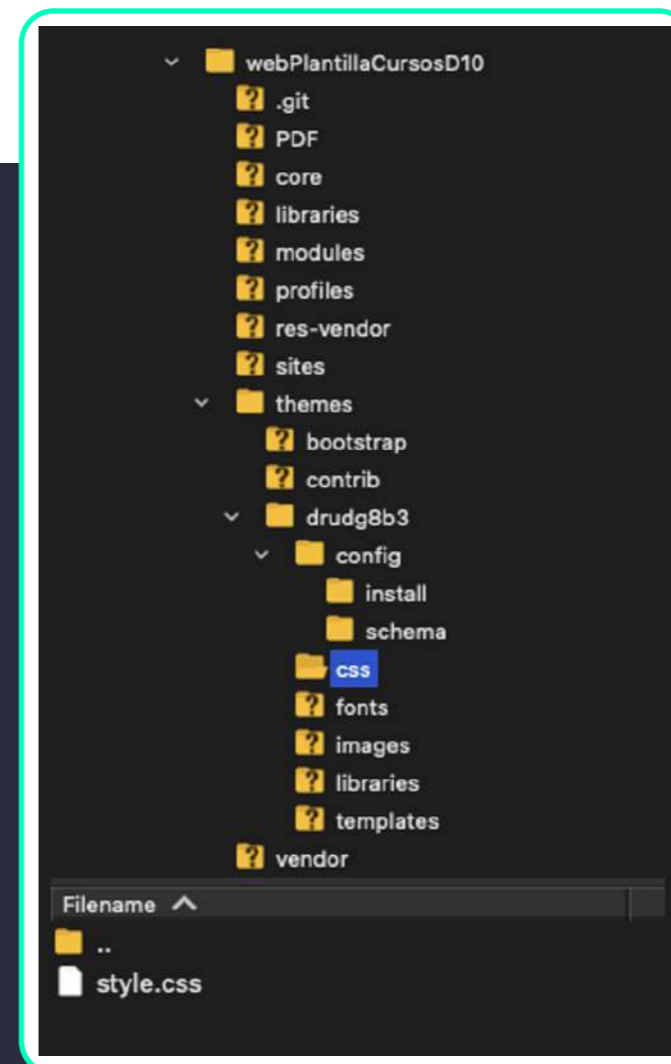 webPlantillaCursosD10
.git
PDF
core
libraries
modules
profiles
res-vendor
sites
themes
bootstrap
contrib
drudg8b3
config
install
schema
css
fonts
images
libraries
templates
vendor
Filename
..
style.css